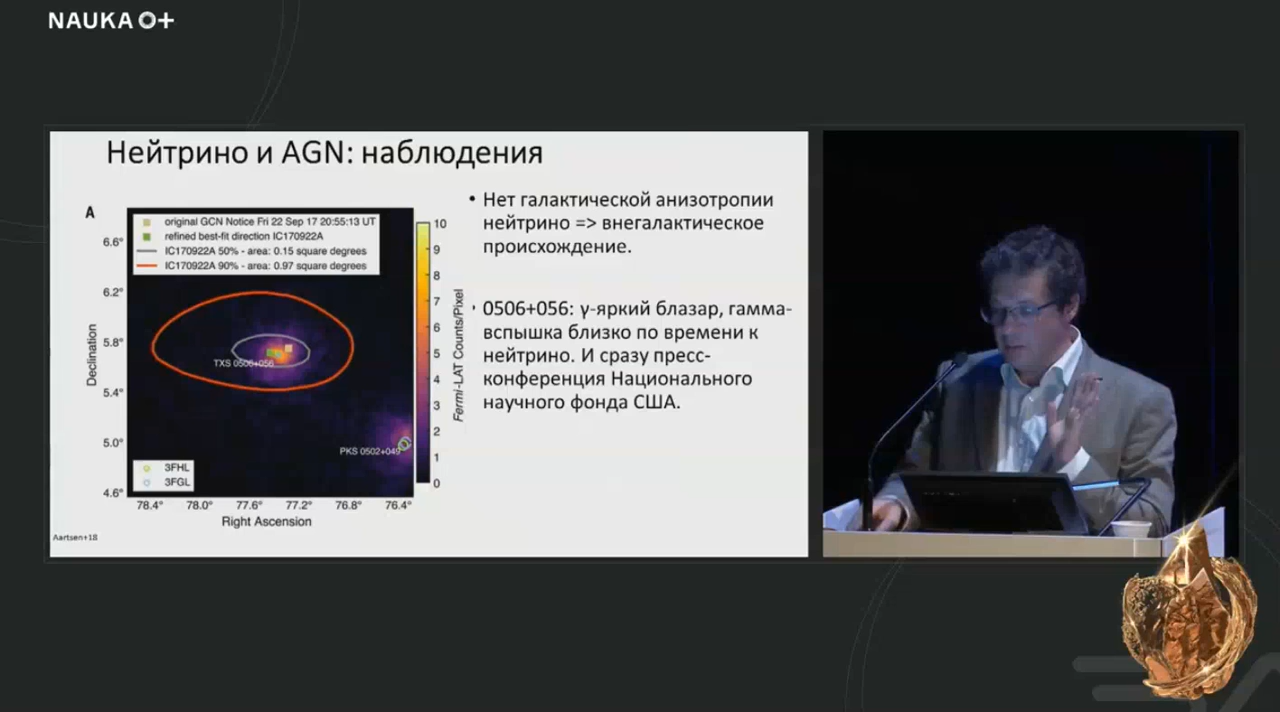 NAUKA 0+
Нейтрино и AGN: наблюдения
A
original GCN Notice Fri 22 Sep 17 20:55:13 UT
refined best-fit direction IC170922A
IC170922A 50% - area: 0.15 square degrees
IC170922A 90% - area: 0.97 square degrees
6.6°
6.2°
5.8°
5.4°
5.0°
4.6°
Declination
TXS 0506+056
PKS 0502+049
3FHL
3FGL
78.4°
78.0°
77.6°
77.2°
76.8°
76.4°
Right Ascension
10
9
8
7
6
5
4
3
2
1
0
Fermi-LAT Counts/Pixel
Aartsen+18
• Нет галактической анизотропии
нейтрино => внегалактическое
происхождение.
• 0506+056: γ-яркий блазар, гамма-
вспышка близко по времени к
нейтрино. И сразу пресс-
конференция Национального
научного фонда США.